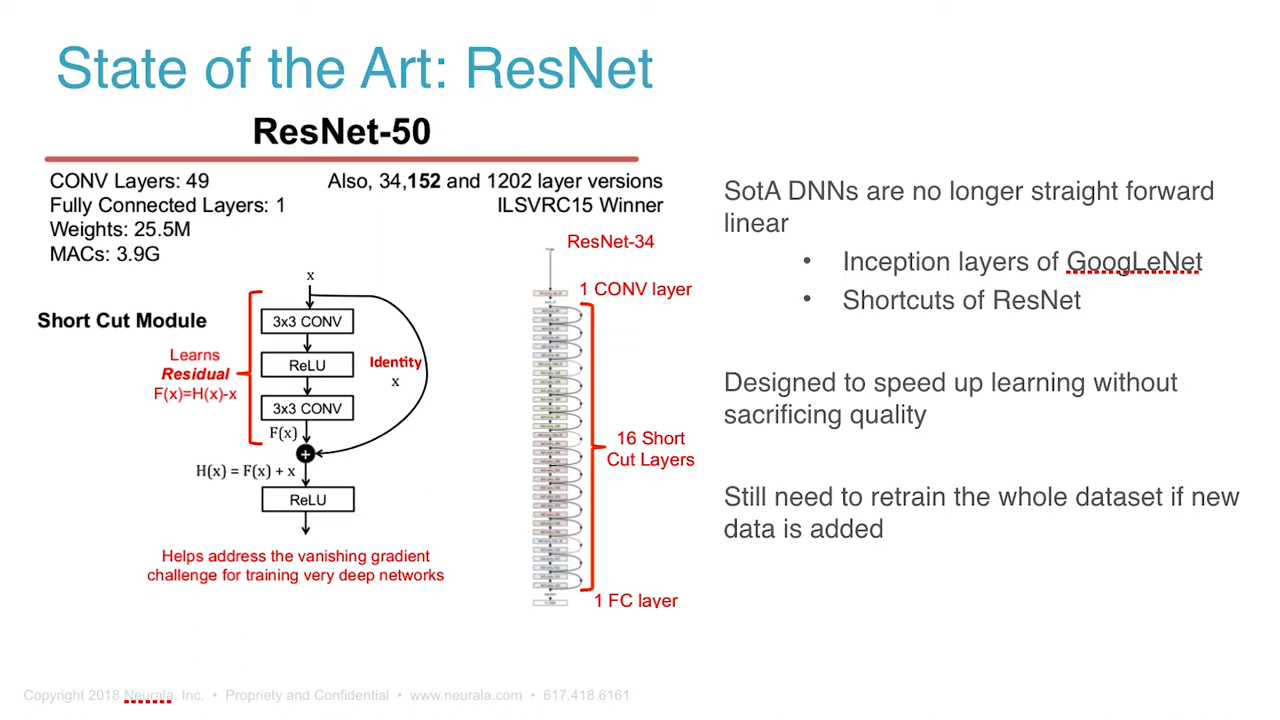 State of the Art: ResNet
ResNet-50
CONV Layers: 49
Fully Connected Layers: 1
Weights: 25.5M
MACs: 3.9G
Also, 34,152 and 1202 layer versions
ILSVRC15 Winner
Short Cut Module
x
3x3 CONV
ReLU
3x3 CONV
Learns
Residual
F(x)=H(x)-x
Identity
x
F(x)
+
H(x) = F(x) + x
ReLU
Helps address the vanishing gradient
challenge for training very deep networks
ResNet-34
1 CONV layer
16 Short
Cut Layers
1 FC layer
SotA DNNs are no longer straight forward
linear
• Inception layers of GoogLeNet
• Shortcuts of ResNet
Designed to speed up learning without
sacrificing quality
Still need to retrain the whole dataset if new
data is added
Copyright 2018 Neurala, Inc. • Propriety and Confidential • www.neurala.com • 617.418.6161